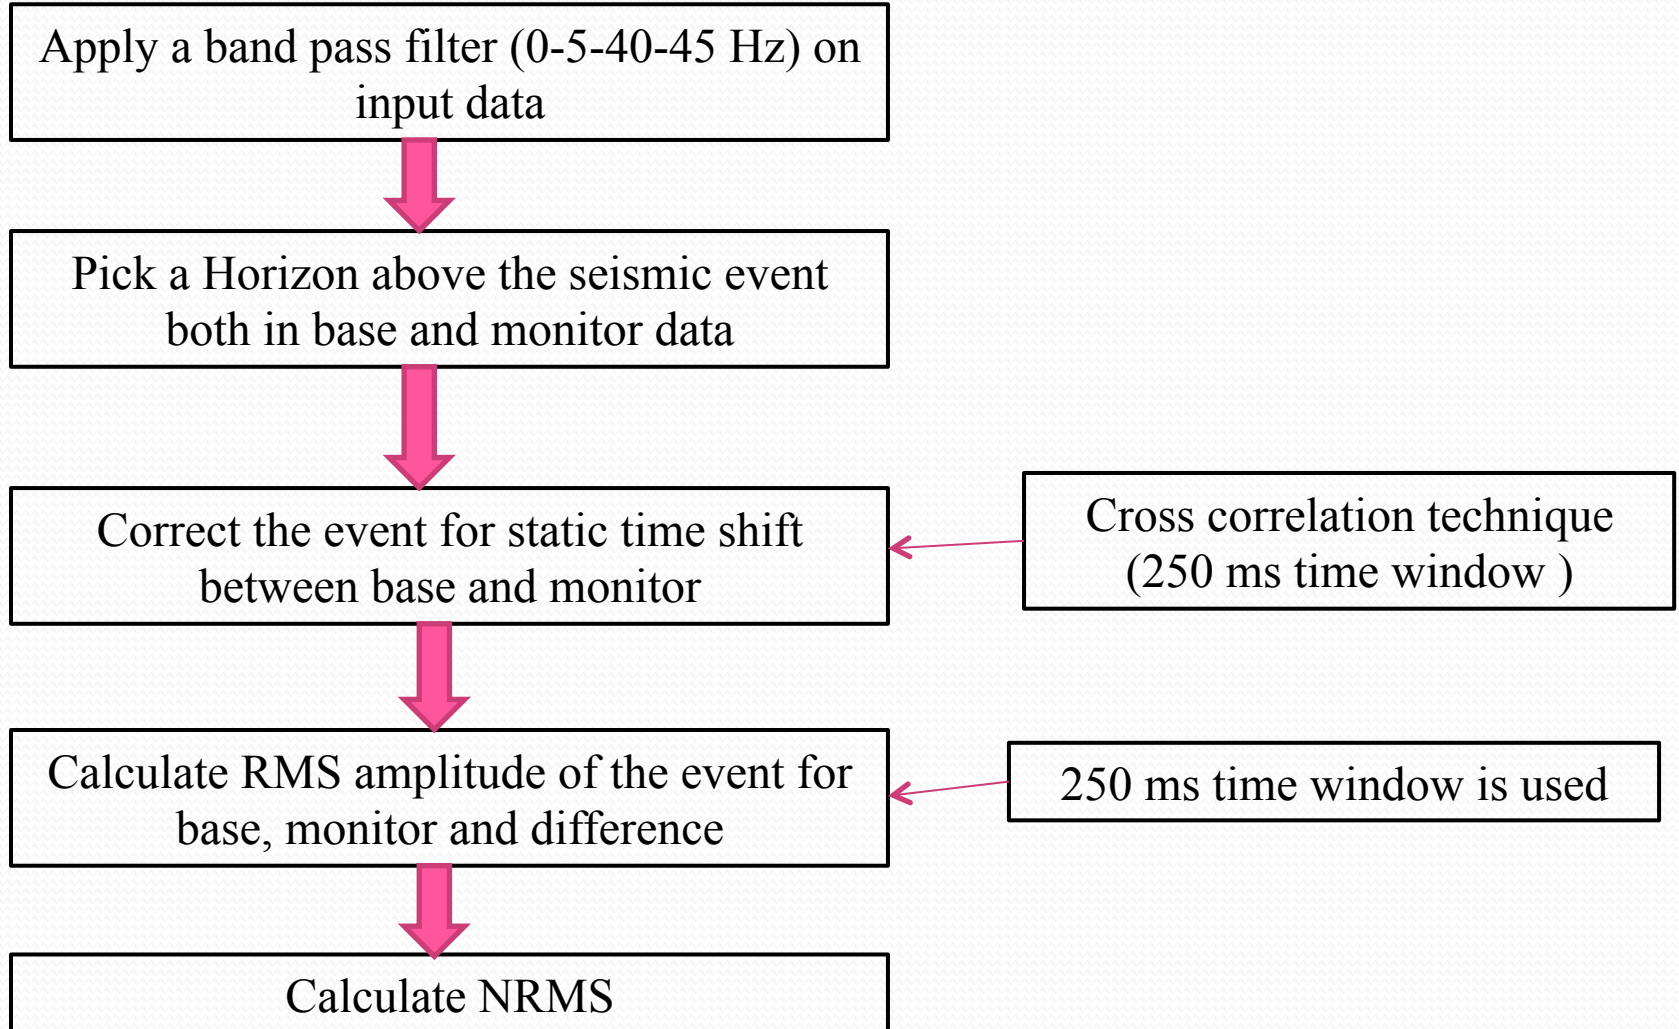 Apply a band pass filter (0-5-40-45 Hz) on
input data
Pick a Horizon above the seismic event
both in base and monitor data
Correct the event for static time shift
between base and monitor
Cross correlation technique
(250 ms time window )
Calculate RMS amplitude of the event for
base, monitor and difference
250 ms time window is used
Calculate NRMS